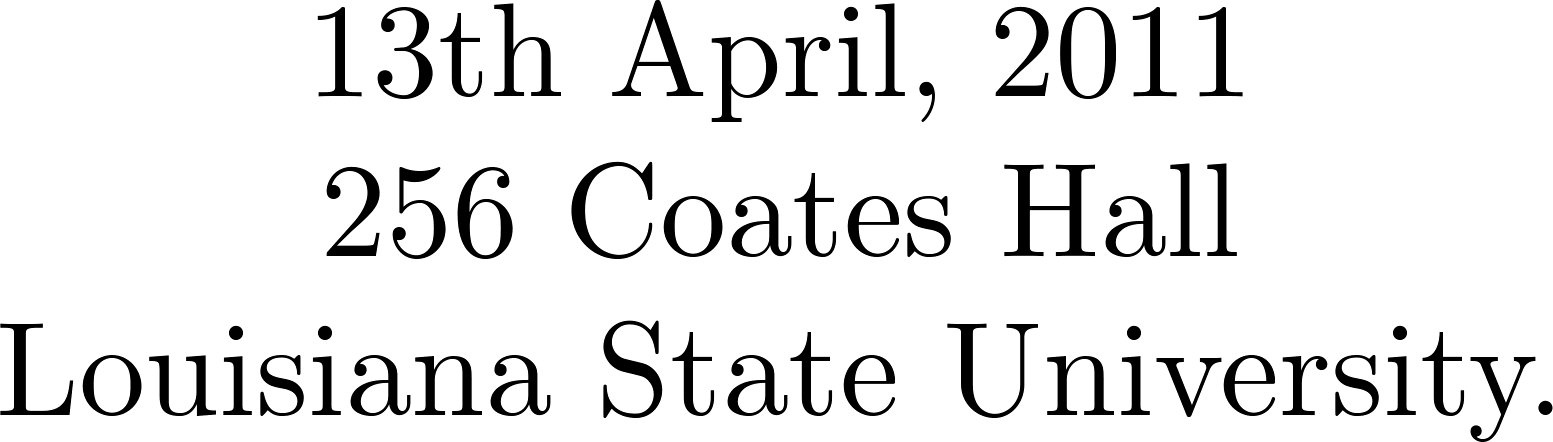 13th April, 2011
256 Coates Hall
Louisiana State University.